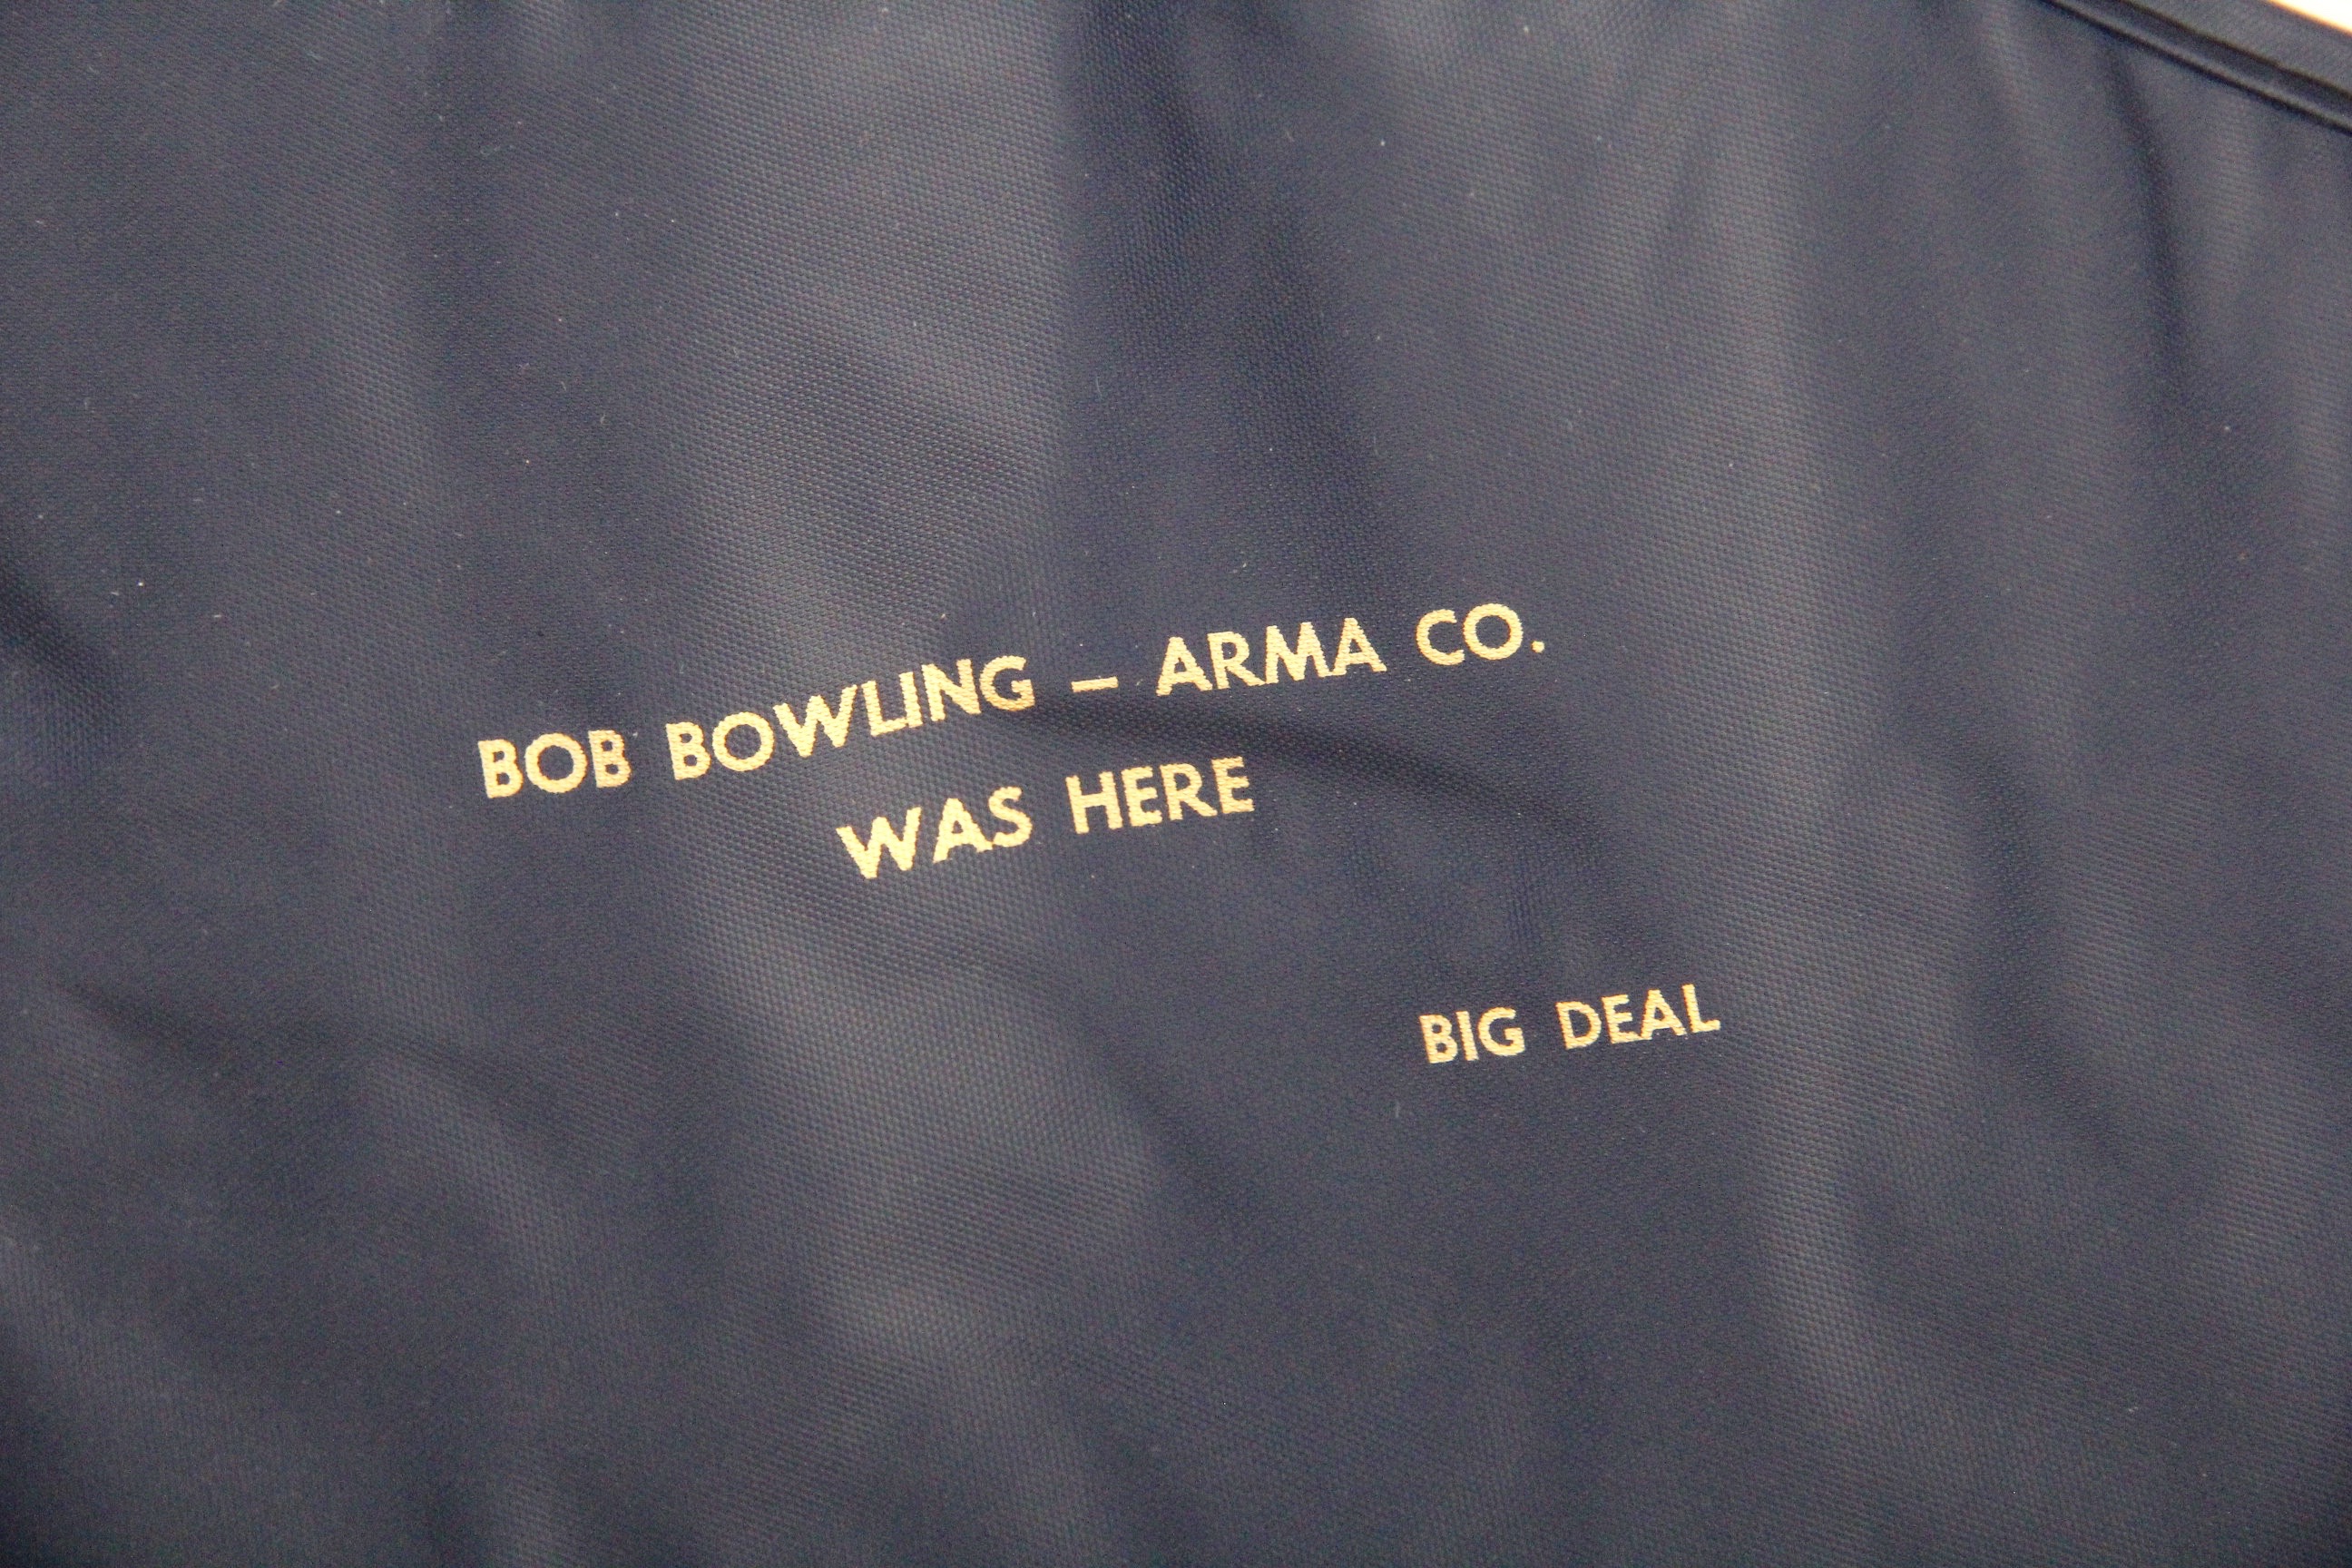 BOB BOWLING – ARMA CO.
WAS HERE
BIG DEAL